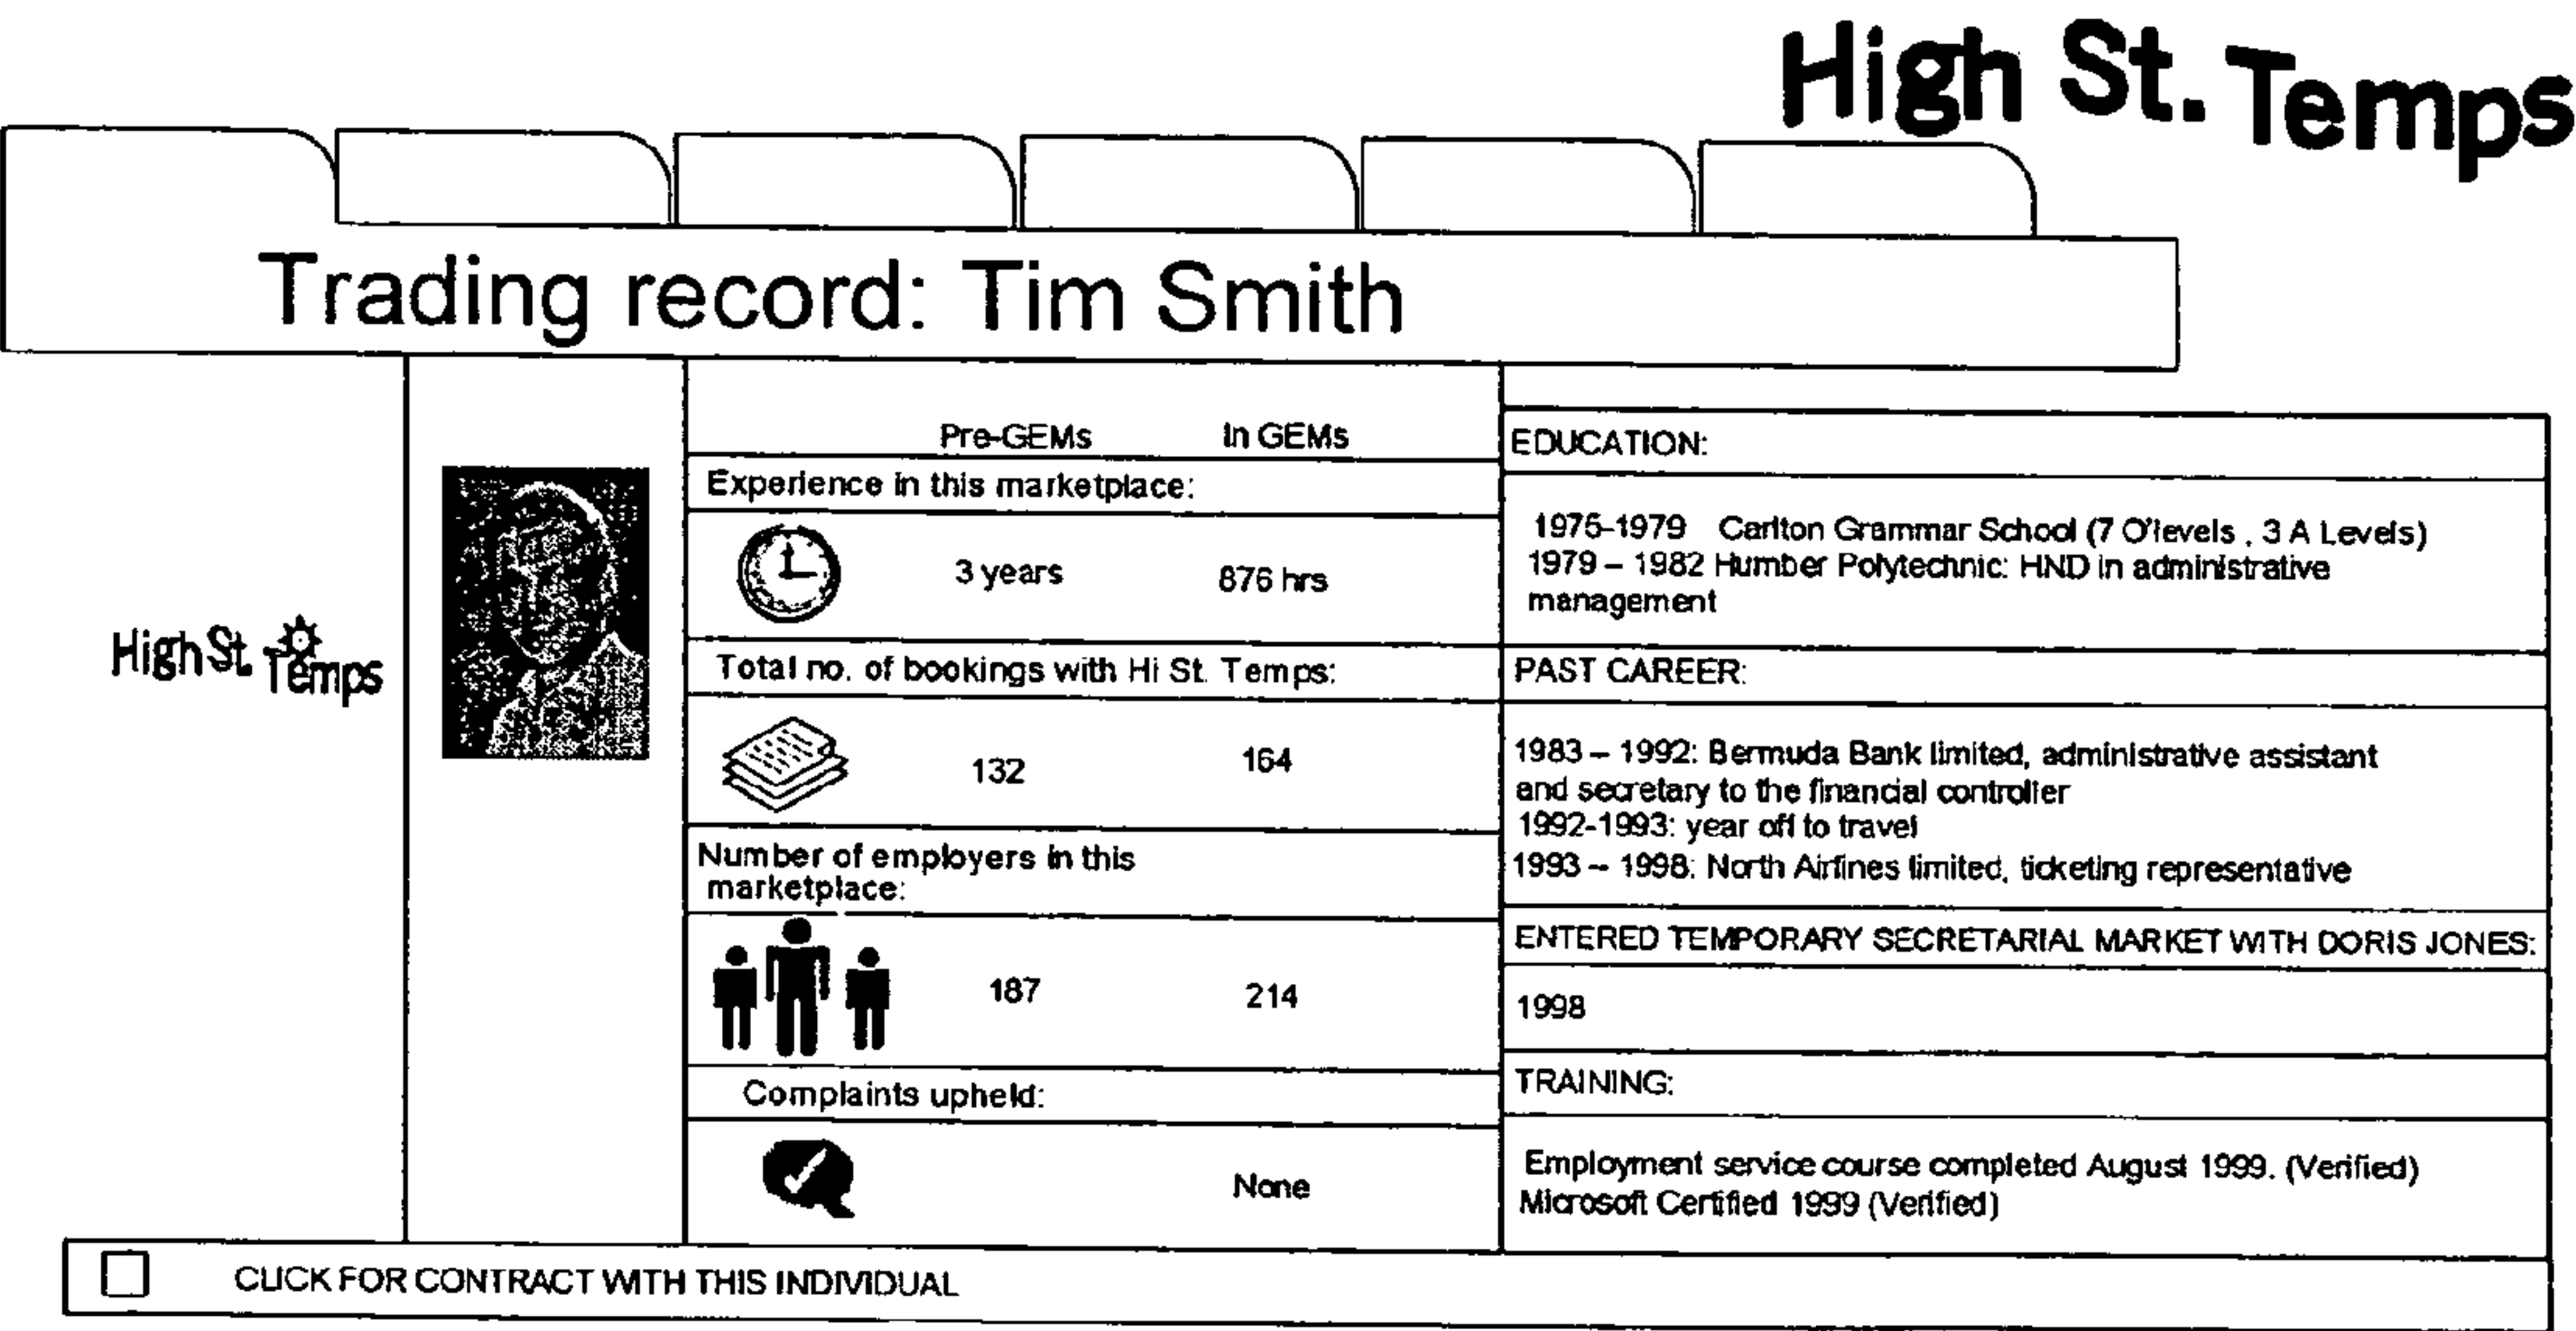 High St. Temps
Trading record: Tim Smith
High St. Temps
Pre-GEMs In GEMs
Experience in this marketplace:
3 years 876 hrs
Total no. of bookings with Hi St. Temps:
132 164
Number of employers in this
marketplace:
187 214
Complaints upheld:
None
EDUCATION:
1975-1979 Carlton Grammar School (7 O'levels , 3 A Levels)
1979 – 1982 Humber Polytechnic: HND in administrative
management
PAST CAREER:
1983 – 1992: Bermuda Bank limited, administrative assistant
and secretary to the financial controller
1992-1993: year off to travel
1993 – 1998: North Airlines limited, ticketing representative
ENTERED TEMPORARY SECRETARIAL MARKET WITH DORIS JONES:
1998
TRAINING:
Employment service course completed August 1999. (Verified)
Microsoft Certified 1999 (Verified)
CLICK FOR CONTRACT WITH THIS INDIVIDUAL